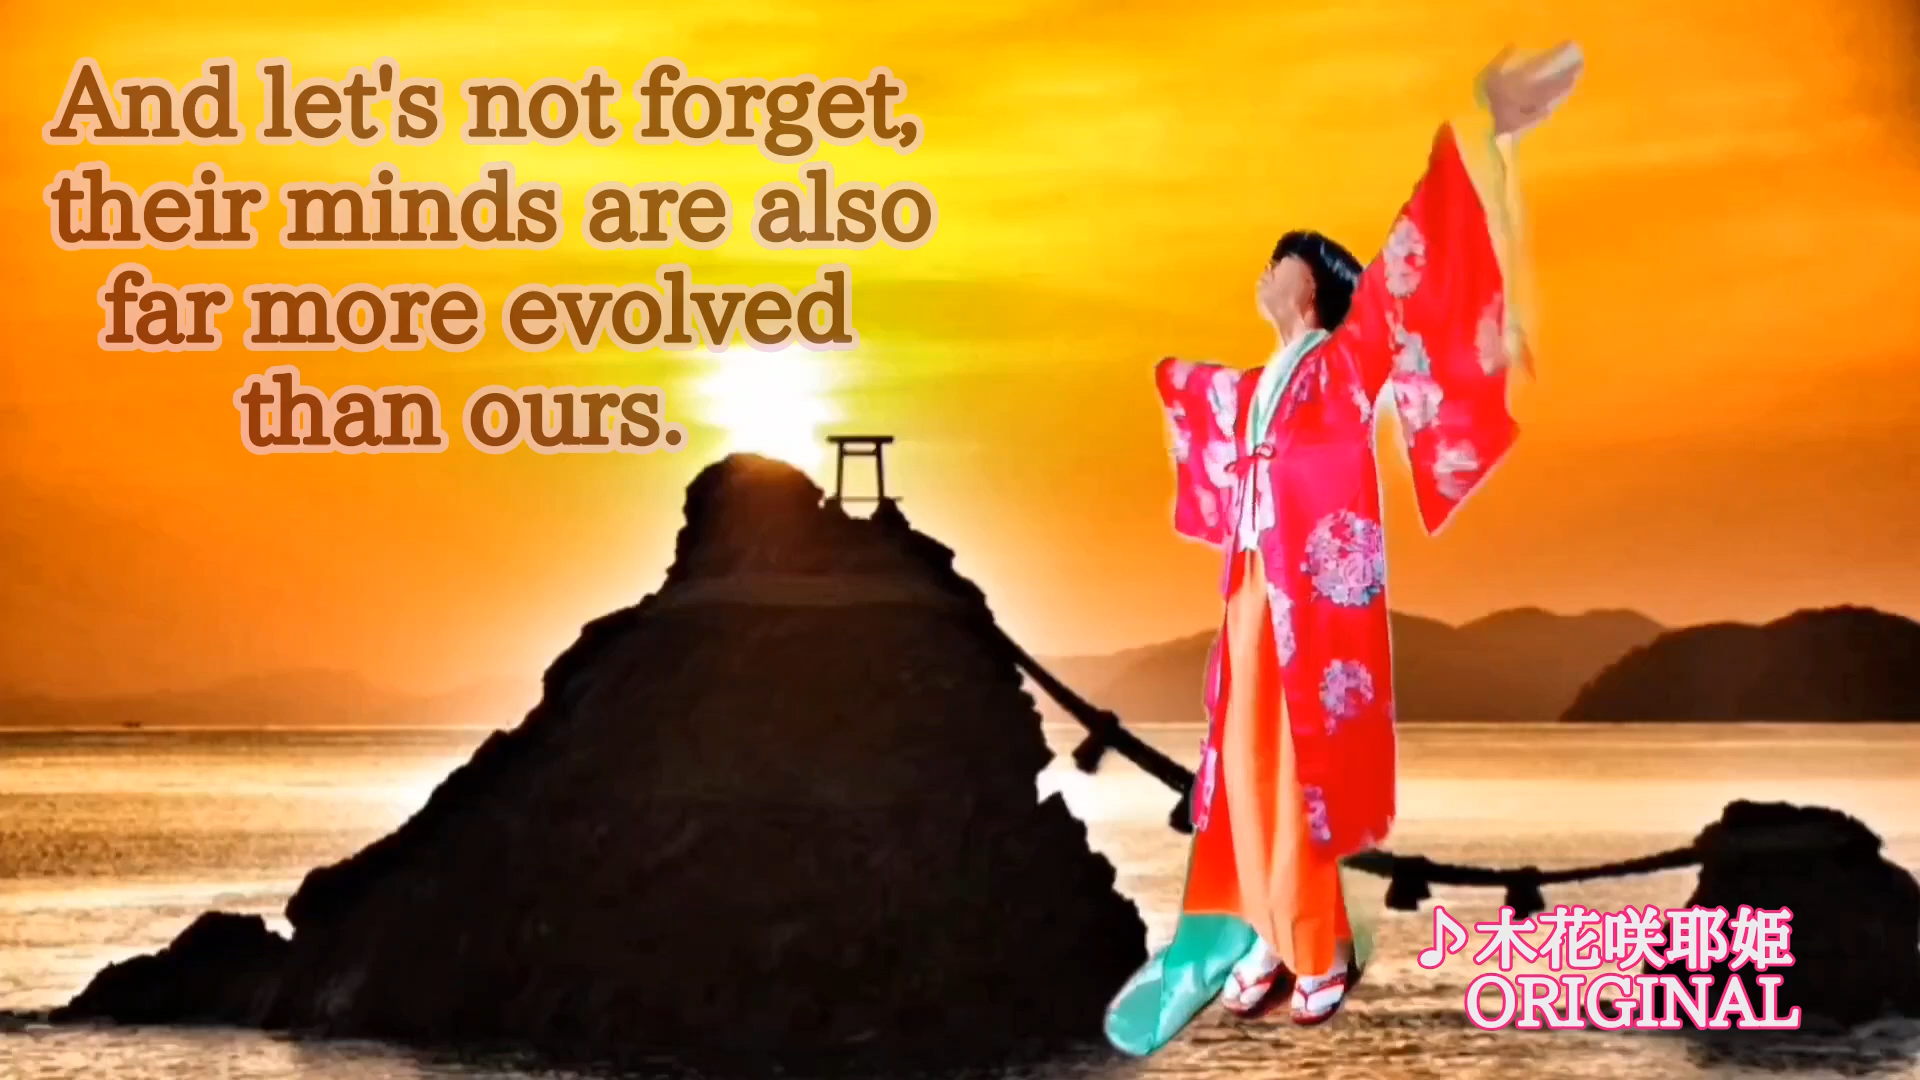 And let's not forget,
their minds are also
far more evolved
than ours.
♪木花咲耶姫
ORIGINAL